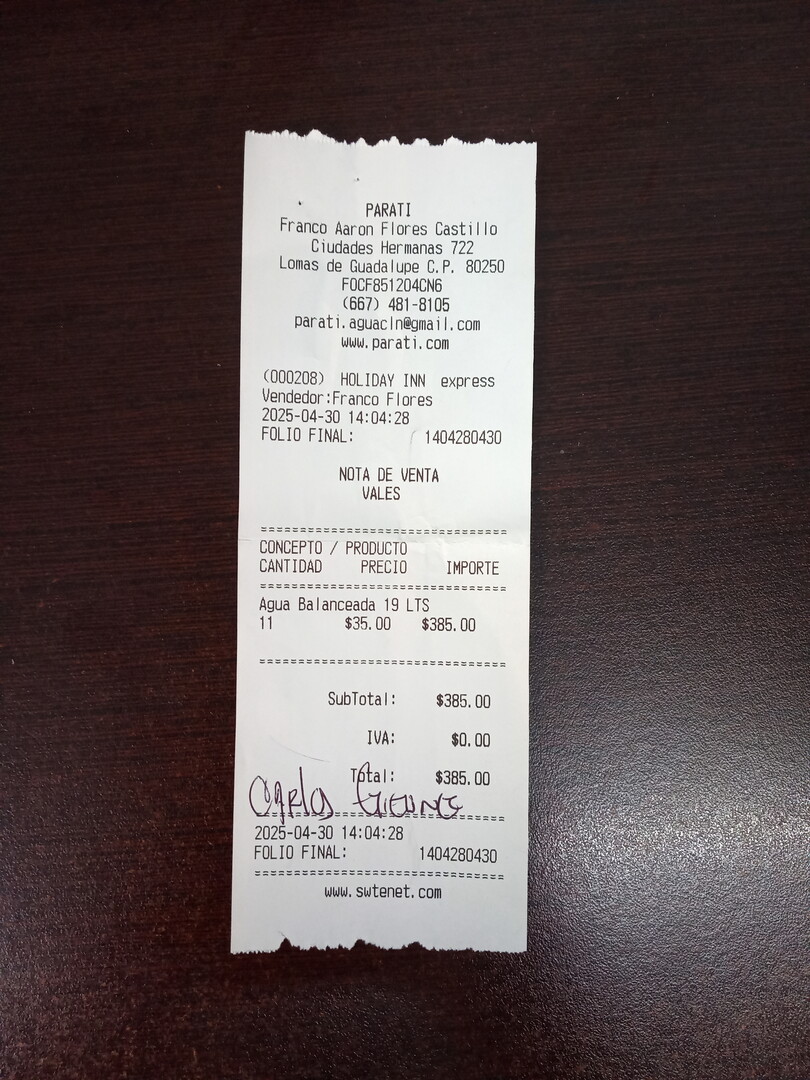 PARATI
Franco Aaron Flores Castillo
Ciudades Hermanas 722
Lomas de Guadalupe C.P. 80250
FOCF851204CN6
(667) 481-8105
parati.aguacln@gmail.com
www.parati.com
(000208) HOLIDAY INN express
Vendedor:Franco Flores
2025-04-30 14:04:28
FOLIO FINAL: 1404280430
NOTA DE VENTA
VALES
==============================
CONCEPTO / PRODUCTO
CANTIDAD PRECIO IMPORTE
==============================
Agua Balanceada 19 LTS
11 $35.00 $385.00
==============================
SubTotal: $385.00
IVA: $0.00
Total: $385.00
Carlos
==============================
2025-04-30 14:04:28
FOLIO FINAL: 1404280430
==============================
www.swtenet.com